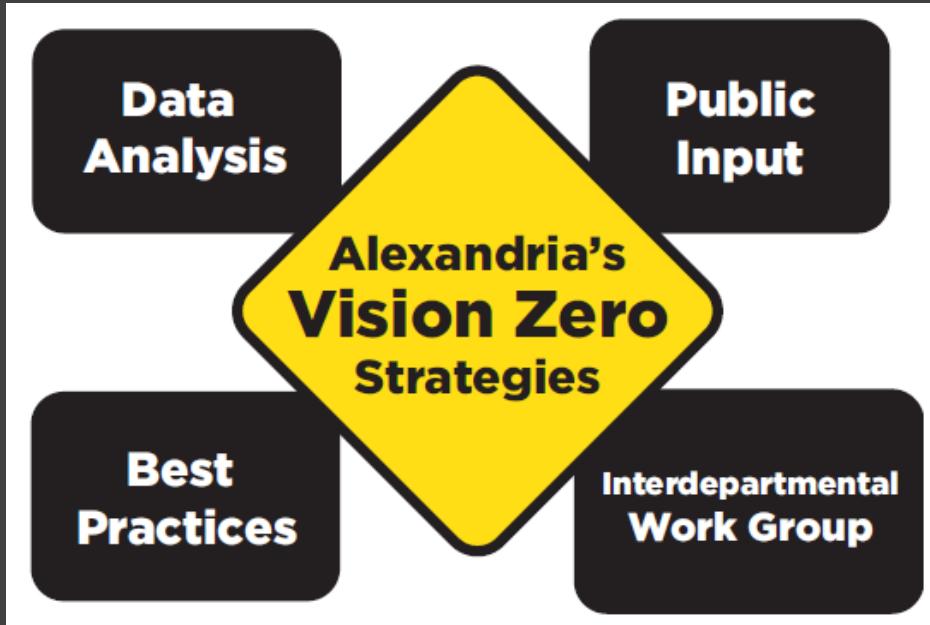 Data
Analysis
Public
Input
Alexandria’s
Vision Zero
Strategies
Best
Practices
Interdepartmental
Work Group